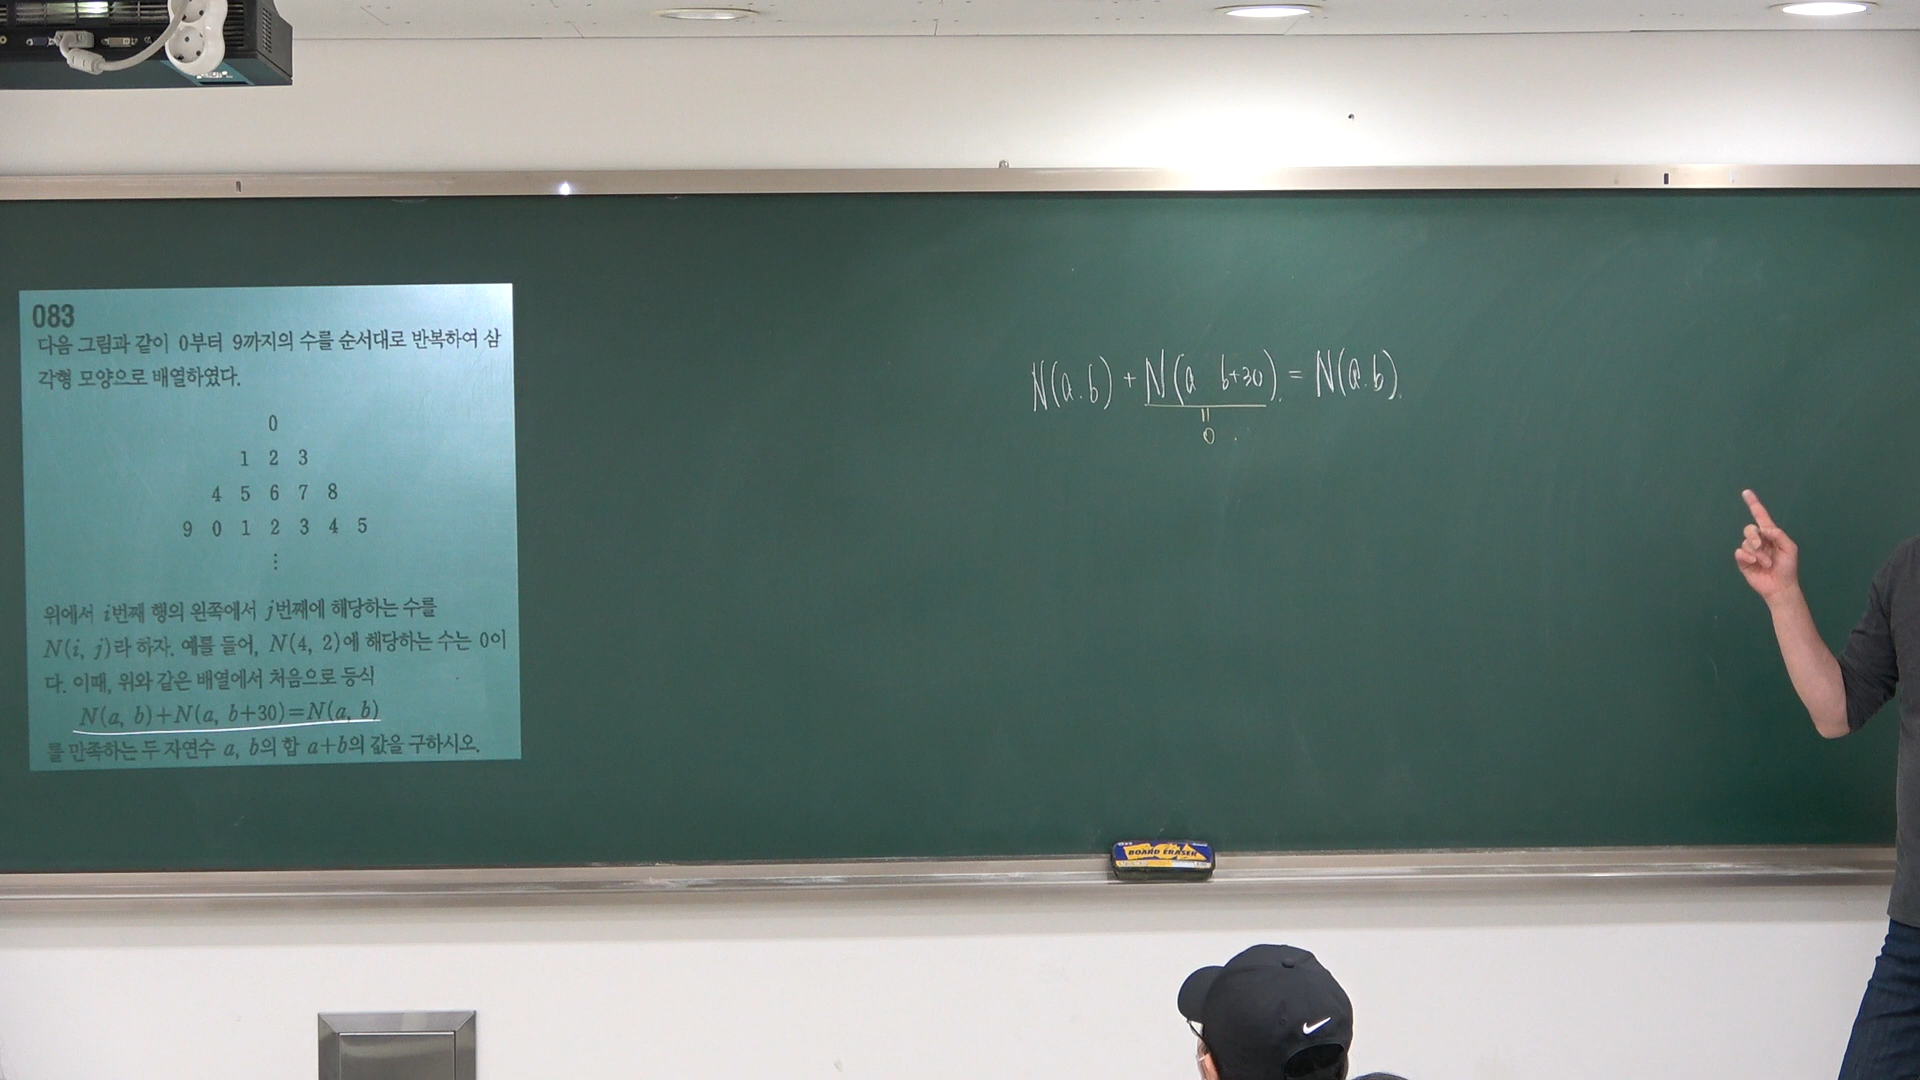 083
다음 그림과 같이 0부터 9까지의 수를 순서대로 반복하여 삼
각형 모양으로 배열하였다.
0
1 2 3
4 5 6 7 8
9 0 1 2 3 4 5
⋮
위에서 i번째 행의 왼쪽에서 j번째에 해당하는 수를
N(i, j)라 하자. 예를 들어, N(4, 2)에 해당하는 수는 0이
다. 이때, 위와 같은 배열에서 처음으로 등식
N(a, b)+N(a, b+30)=N(a, b)
를 만족하는 두 자연수 a, b의 합 a+b의 값을 구하시오.
N(a.b) + N(a b+30). = N(a.b).
॥
0 .
BOARD ERASER